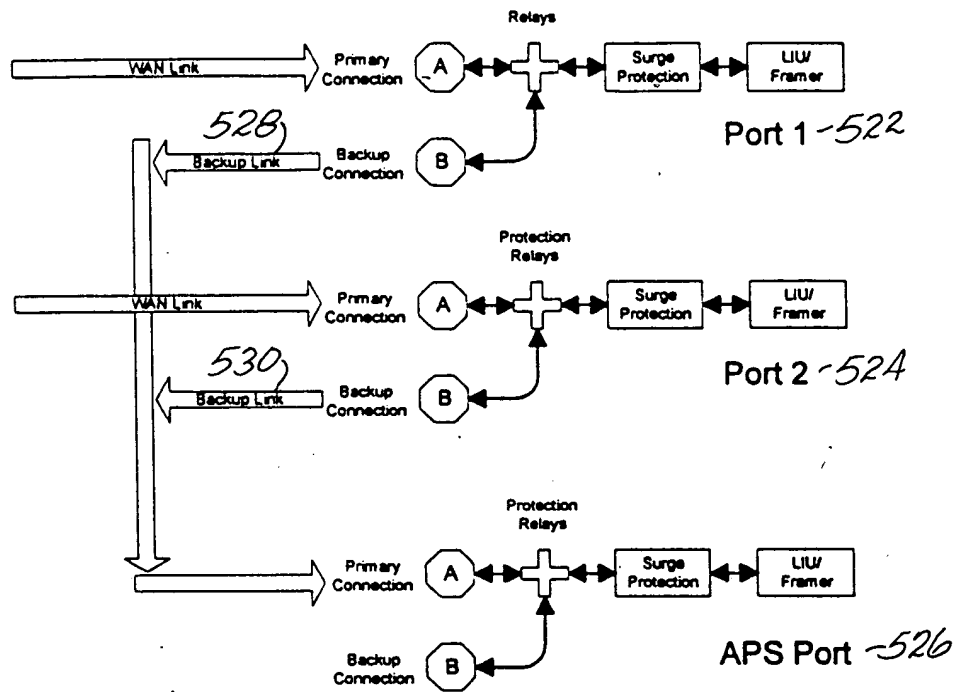 Relays
WAN Link
Primary
Connection
A
Surge
Protection
LIU/
Framer
Port 1 -522
528
Backup Link
Backup
Connection
B
Protection
Relays
WAN Link
Primary
Connection
A
Surge
Protection
LIU/
Framer
Port 2 -524
530
Backup Link
Backup
Connection
B
Protection
Relays
Primary
Connection
A
Surge
Protection
LIU/
Framer
APS Port -526
Backup
Connection
B